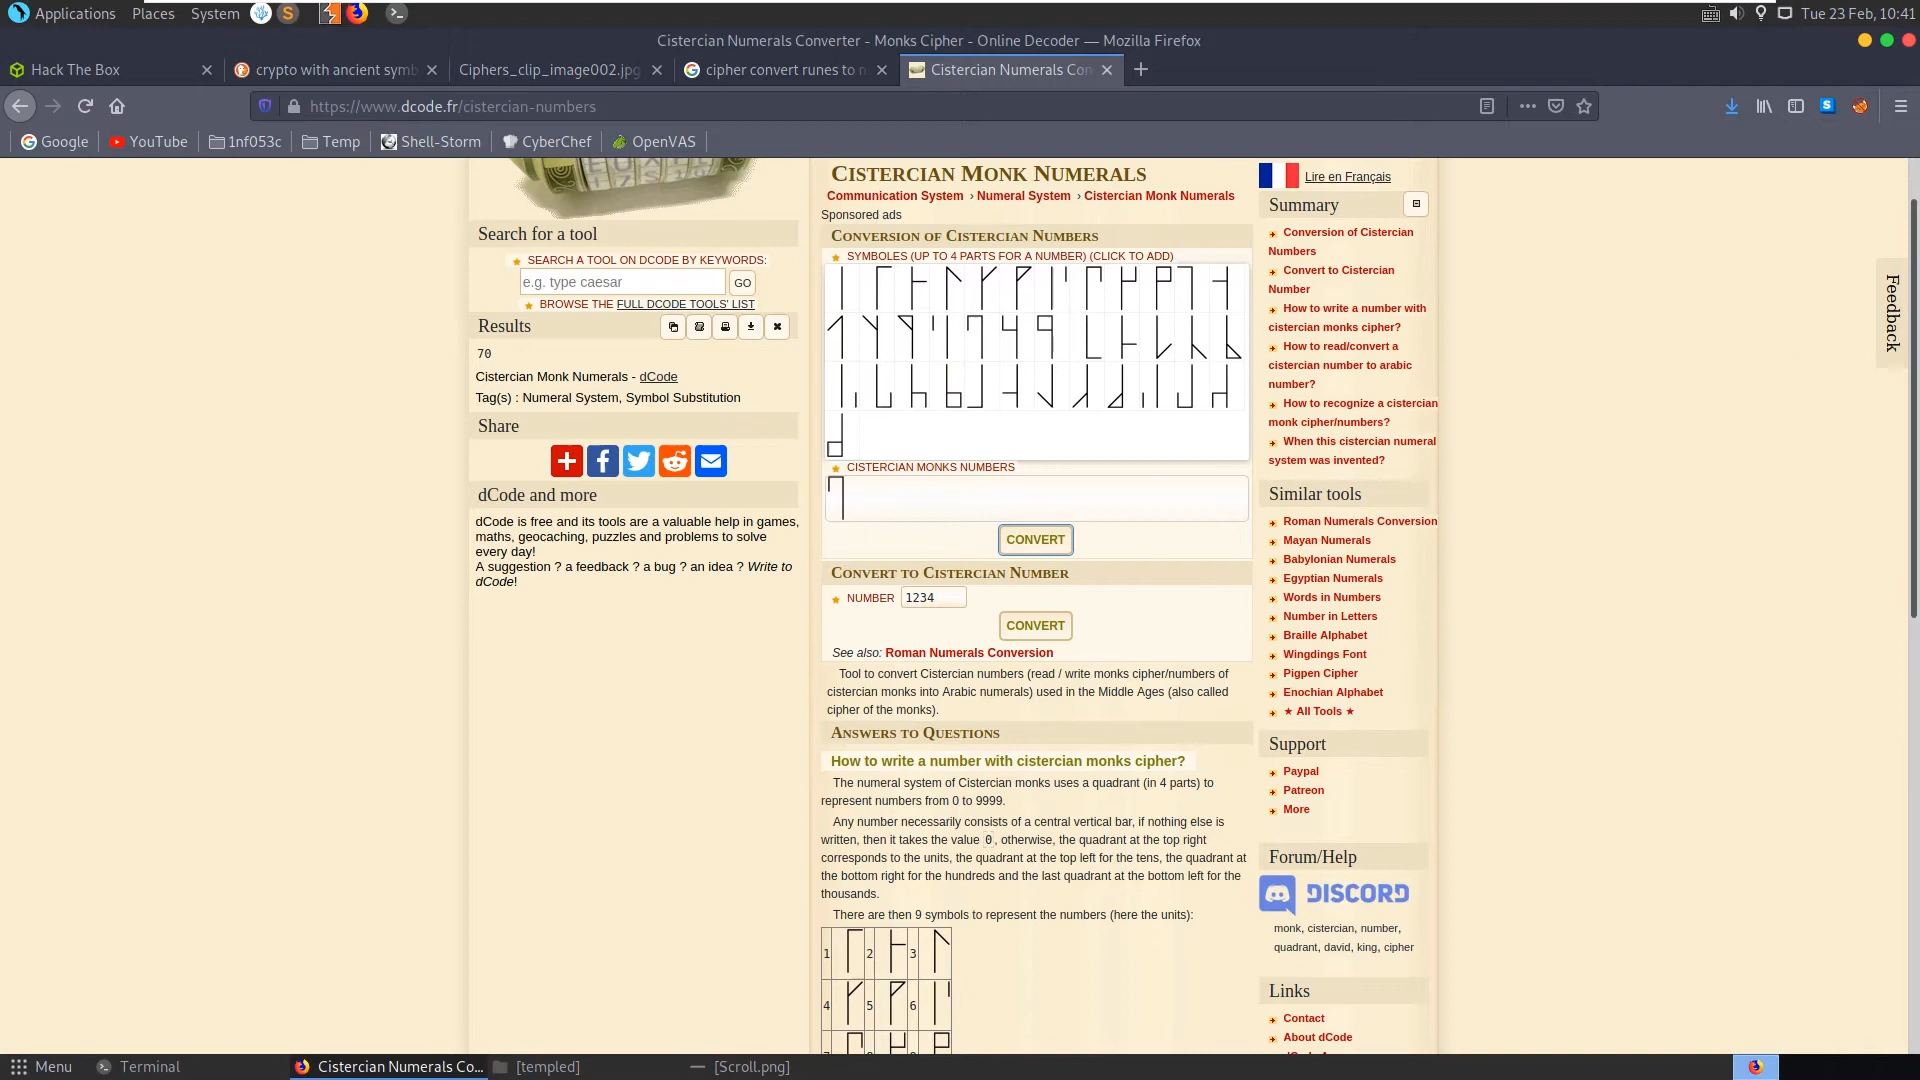 Applications Places System
Tue 23 Feb, 10:41
Cistercian Numerals Converter - Monks Cipher - Online Decoder — Mozilla Firefox
Hack The Box
crypto with ancient symb
Ciphers_clip_image002.jpg
cipher convert runes to n
Cistercian Numerals Con
https://www.dcode.fr/cistercian-numbers
Google
YouTube
1nf053c
Temp
Shell-Storm
CyberChef
OpenVAS
Search for a tool
SEARCH A TOOL ON DCODE BY KEYWORDS:
e.g. type caesar
GO
BROWSE THE FULL DCODE TOOLS' LIST
Results
70
Cistercian Monk Numerals - dCode
Tag(s) : Numeral System, Symbol Substitution
Share
dCode and more
dCode is free and its tools are a valuable help in games,
maths, geocaching, puzzles and problems to solve
every day!
A suggestion ? a feedback ? a bug ? an idea ? Write to
dCode!
CISTERCIAN MONK NUMERALS
Communication System › Numeral System › Cistercian Monk Numerals
Sponsored ads
CONVERSION OF CISTERCIAN NUMBERS
SYMBOLES (UP TO 4 PARTS FOR A NUMBER) (CLICK TO ADD)
CISTERCIAN MONKS NUMBERS
CONVERT
CONVERT TO CISTERCIAN NUMBER
NUMBER 1234
CONVERT
See also: Roman Numerals Conversion
Tool to convert Cistercian numbers (read / write monks cipher/numbers of
cistercian monks into Arabic numerals) used in the Middle Ages (also called
cipher of the monks).
ANSWERS TO QUESTIONS
How to write a number with cistercian monks cipher?
The numeral system of Cistercian monks uses a quadrant (in 4 parts) to
represent numbers from 0 to 9999.
Any number necessarily consists of a central vertical bar, if nothing else is
written, then it takes the value 0, otherwise, the quadrant at the top right
corresponds to the units, the quadrant at the top left for the tens, the quadrant at
the bottom right for the hundreds and the last quadrant at the bottom left for the
thousands.
There are then 9 symbols to represent the numbers (here the units):
1 2 3
4 5 6
Lire en Français
Summary
Conversion of Cistercian
Numbers
Convert to Cistercian
Number
How to write a number with
cistercian monks cipher?
How to read/convert a
cistercian number to arabic
number?
How to recognize a cistercian
monk cipher/numbers?
When this cistercian numeral
system was invented?
Similar tools
Roman Numerals Conversion
Mayan Numerals
Babylonian Numerals
Egyptian Numerals
Words in Numbers
Number in Letters
Braille Alphabet
Wingdings Font
Pigpen Cipher
Enochian Alphabet
★ All Tools ★
Support
Paypal
Patreon
More
Forum/Help
DISCORD
monk, cistercian, number,
quadrant, david, king, cipher
Links
Contact
About dCode
Feedback
Menu
Terminal
Cistercian Numerals Co...
[templed]
[Scroll.png]